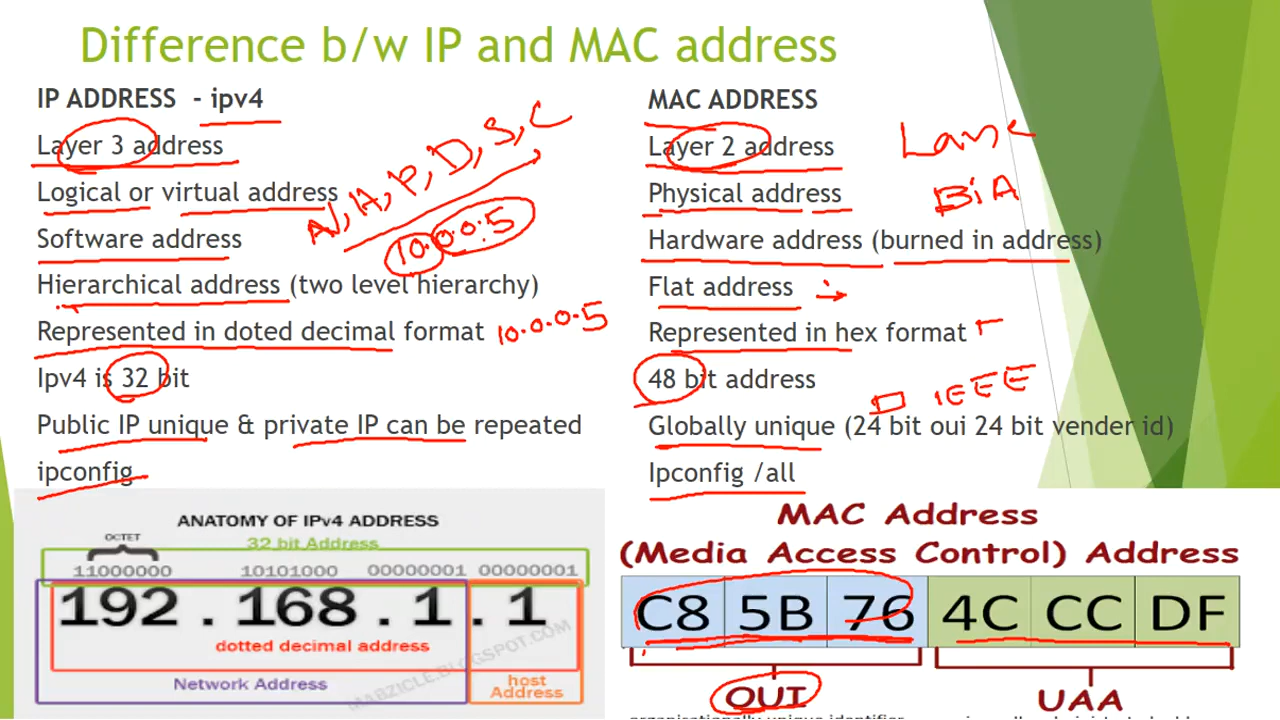 Difference b/w IP and MAC address
IP ADDRESS - ipv4
Layer 3 address
Logical or virtual address
Software address
Hierarchical address (two level hierarchy)
Represented in doted decimal format 10.0.0.5
Ipv4 is 32 bit
Public IP unique & private IP can be repeated
ipconfig
N, A, P, D, S, C
10.0.0.5
MAC ADDRESS
Layer 2 address
Physical address
BiA
Hardware address (burned in address)
Flat address
Represented in hex format
48 bit address
IEEE
Globally unique (24 bit oui 24 bit vender id)
Ipconfig /all
ANATOMY OF IPv4 ADDRESS
OCTET
32 bit Address
11000000 10101000 00000001 00000001
192 . 168 . 1 . 1
dotted decimal address
Network Address
host
Address
MABZICLE.BLOGSPOT.COM
MAC Address
(Media Access Control) Address
C8 5B 76 4C CC DF
OUI UAA